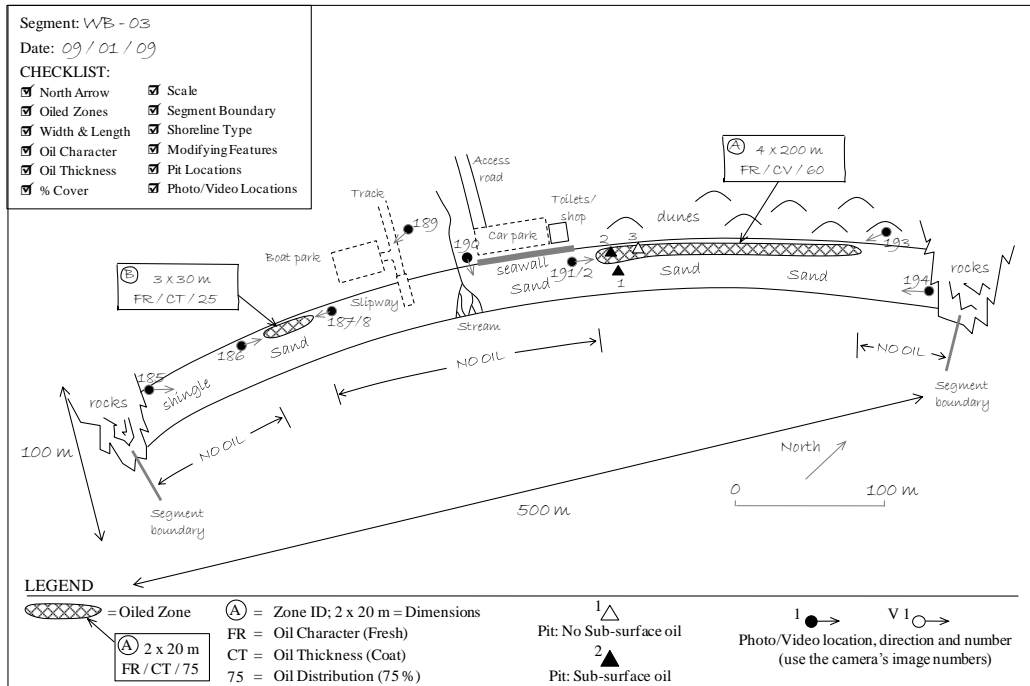 Segment: WB - 03
Date: 09 / 01 / 09
CHECKLIST:
North Arrow
Oiled Zones
Width & Length
Oil Character
Oil Thickness
% Cover
Scale
Segment Boundary
Shoreline Type
Modifying Features
Pit Locations
Photo/Video Locations
A 4 x 200 m
FR / CV / 60
Access
road
Track
Toilets/
shop
dunes
189
190
Car park
2
3
193
Boat park
seawall
191/2
Sand
Sand
Sand
1
194
rocks
B 3 x 30 m
FR / CT / 25
Slipway
187/8
186
Sand
Stream
185
shingle
rocks
NO OIL
NO OIL
NO OIL
Segment
boundary
100 m
North
0 100 m
500 m
Segment
boundary
LEGEND
= Oiled Zone
A 2 x 20 m
FR / CT / 75
A = Zone ID; 2 x 20 m = Dimensions
FR = Oil Character (Fresh)
CT = Oil Thickness (Coat)
75 = Oil Distribution (75 %)
1
Pit: No Sub-surface oil
2
Pit: Sub-surface oil
1 V 1
Photo/Video location, direction and number
(use the camera's image numbers)